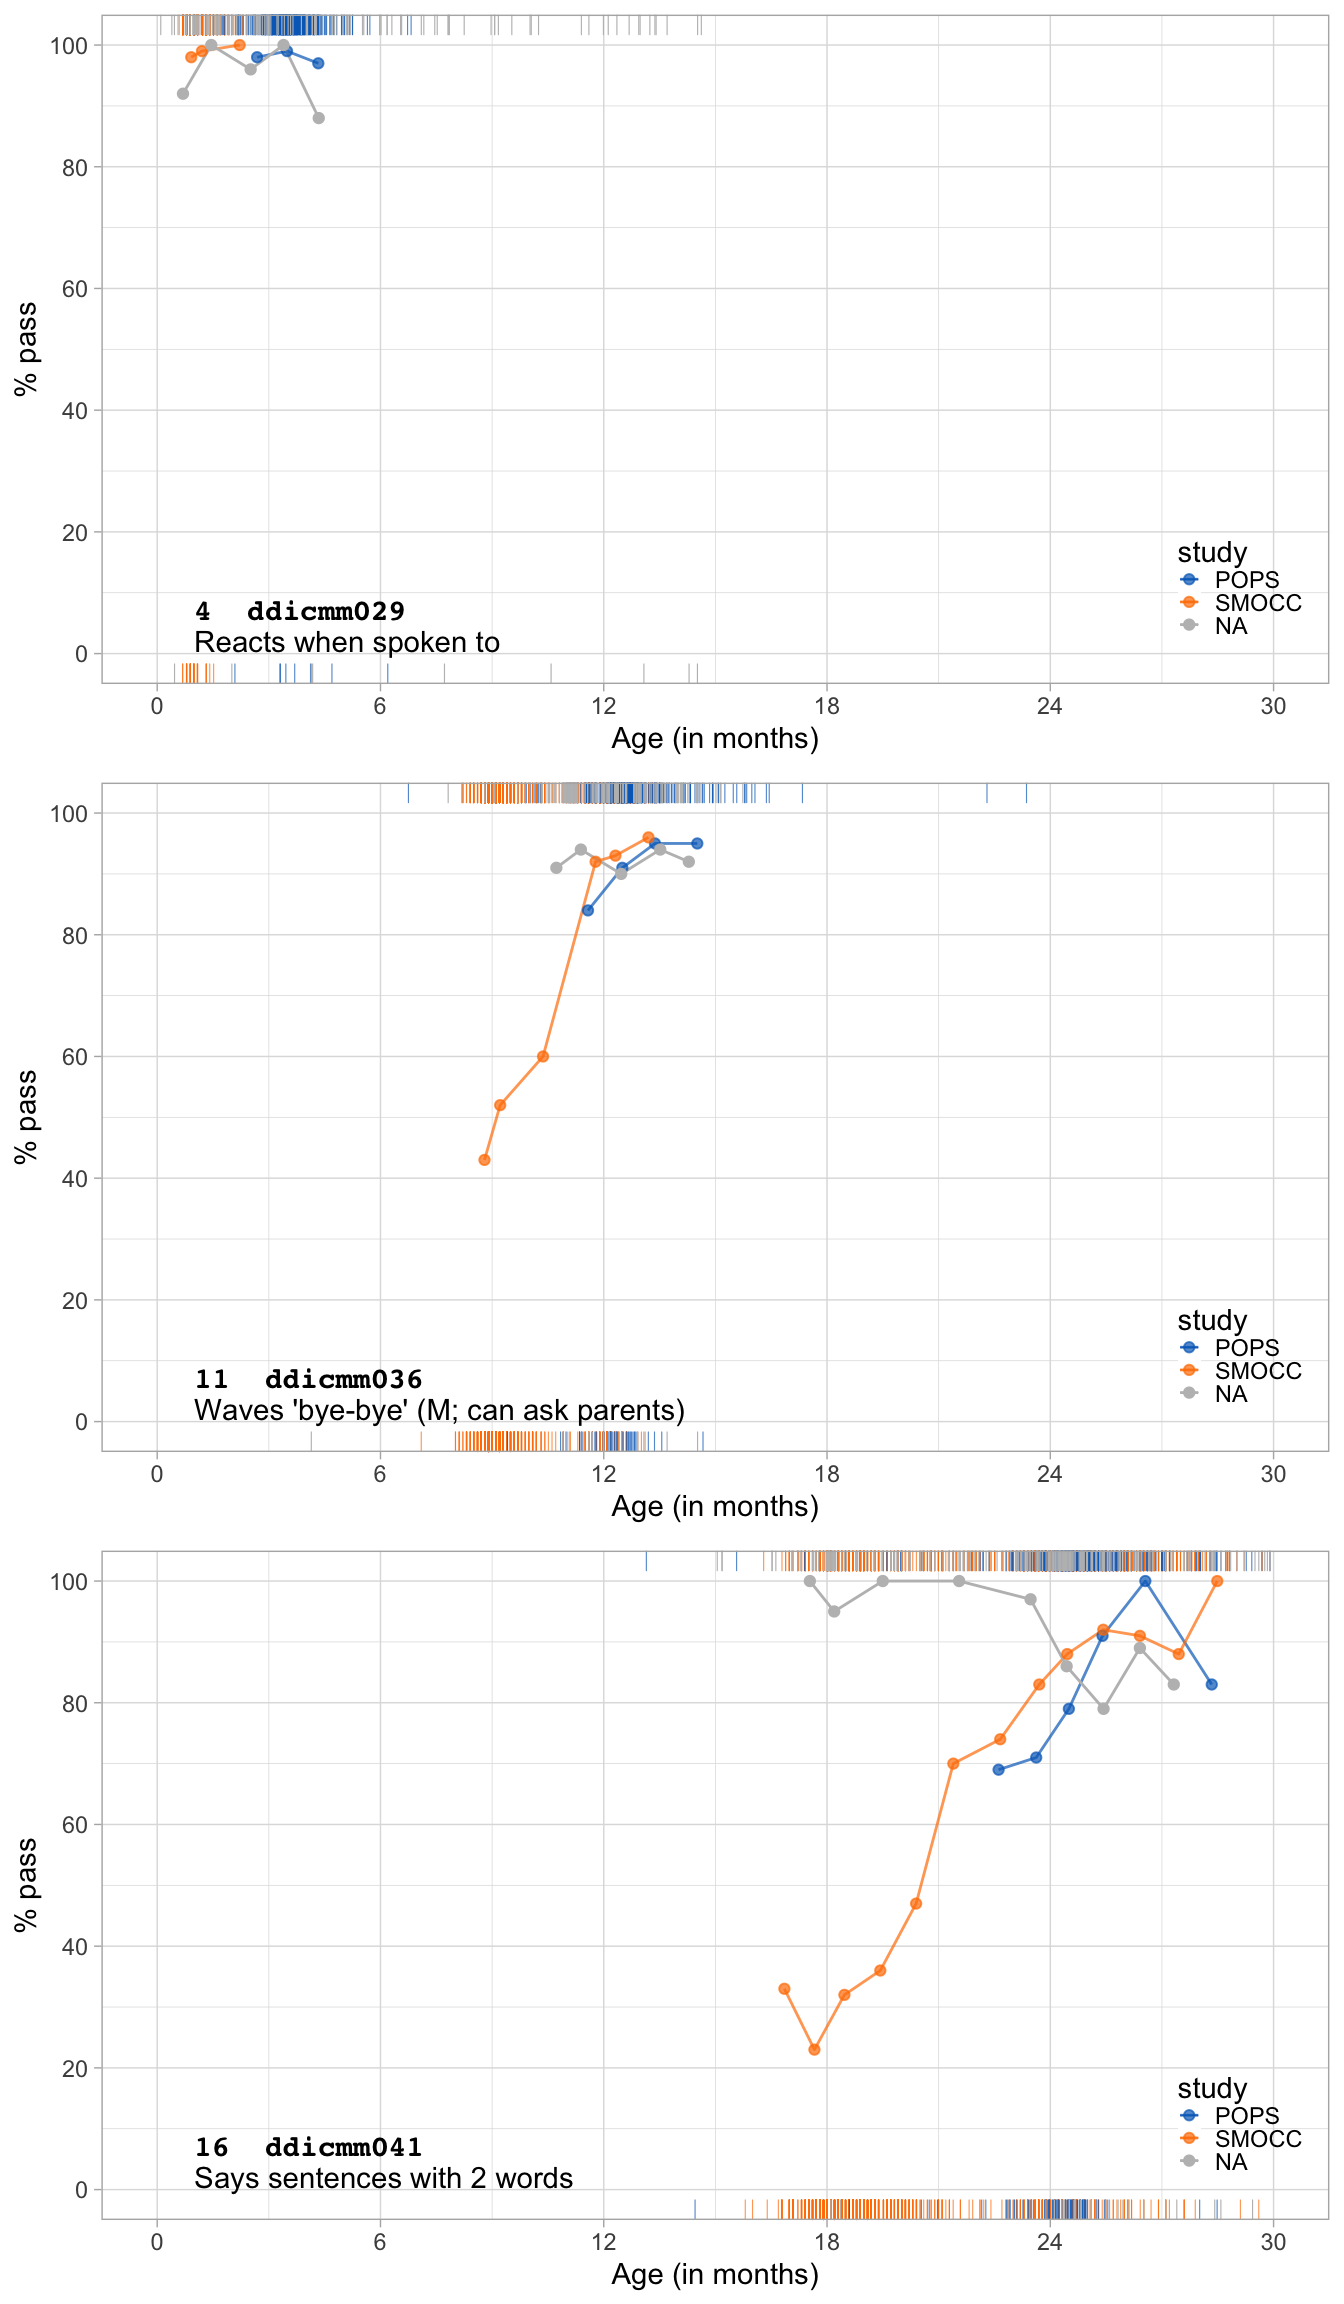 100
80
60
40
20
0
% pass
study
POPS
SMOCC
NA
4 ddicmm029
Reacts when spoken to
0 6 12 18 24 30
Age (in months)
100
80
60
40
20
0
% pass
study
POPS
SMOCC
NA
11 ddicmm036
Waves 'bye-bye' (M; can ask parents)
0 6 12 18 24 30
Age (in months)
100
80
60
40
20
0
% pass
study
POPS
SMOCC
NA
16 ddicmm041
Says sentences with 2 words
0 6 12 18 24 30
Age (in months)